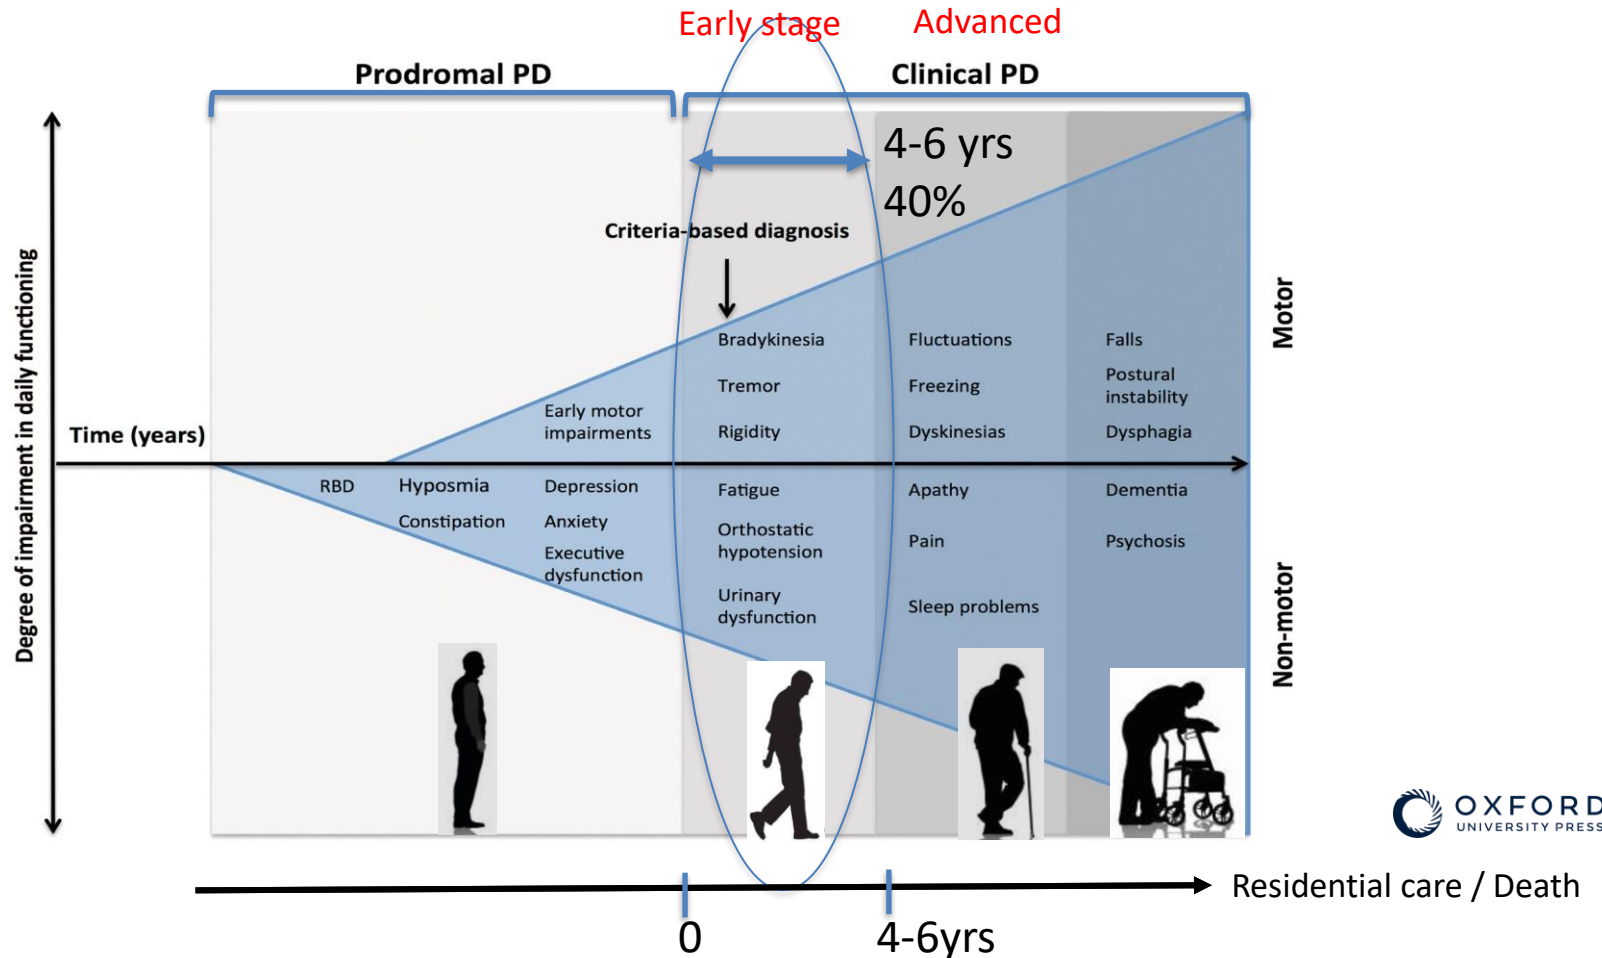 Early stage
Advanced
Prodromal PD
Clinical PD
4-6 yrs
40%
Criteria-based diagnosis
Degree of impairment in daily functioning
Time (years)
Motor
Non-motor
Early motor
impairments
Bradykinesia
Tremor
Rigidity
Fluctuations
Freezing
Dyskinesias
Falls
Postural
instability
Dysphagia
RBD
Hyposmia
Constipation
Depression
Anxiety
Executive
dysfunction
Fatigue
Orthostatic
hypotension
Urinary
dysfunction
Apathy
Pain
Sleep problems
Dementia
Psychosis
OXFORD
UNIVERSITY PRESS
Residential care / Death
0
4-6yrs